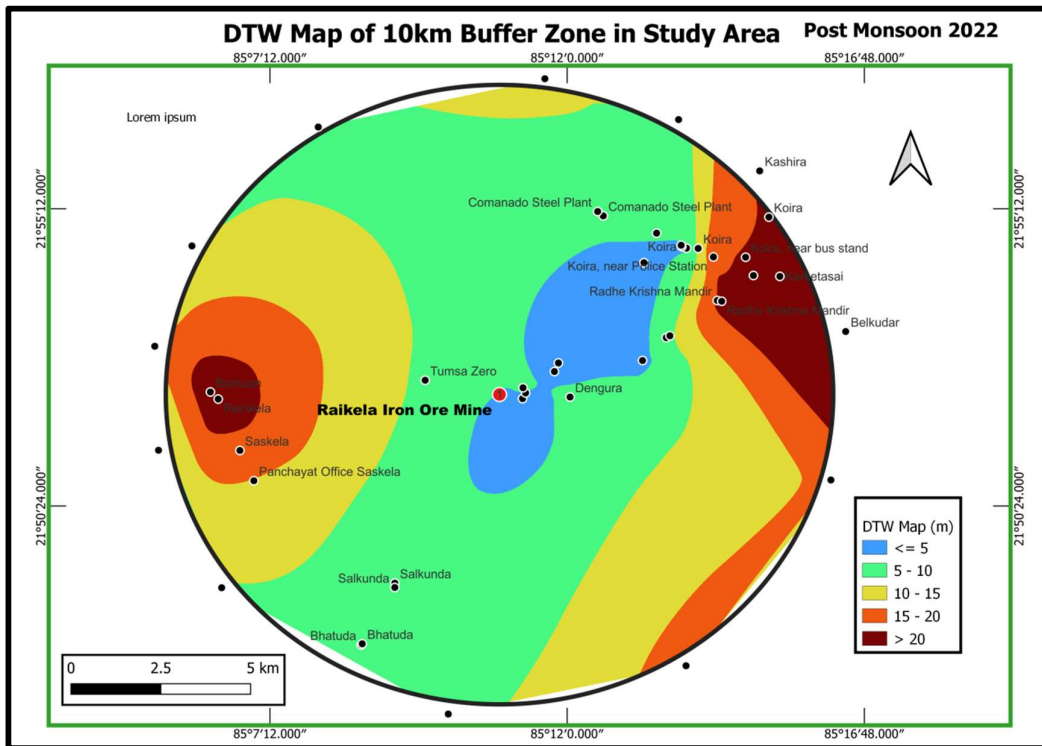 DTW Map of 10km Buffer Zone in Study Area
Post Monsoon 2022
85°7′12.000″
85°12′0.000″
85°16′48.000″
Lorem ipsum
Kashira
21°55′12.000″
21°55′12.000″
Comanado Steel Plant
Comanado Steel Plant
Koira
Koira
Koira
Koira, near bus stand
Koira, near Police Station
Radhe Krishna Mandir
Radhe Krishna Mandir
Belkudar
Tumsa Zero
Dengura
1
Raikela Iron Ore Mine
Saskela
Panchayat Office Saskela
21°50′24.000″
21°50′24.000″
Salkunda
Salkunda
Bhatuda
Bhatuda
DTW Map (m)
<= 5
5 - 10
10 - 15
15 - 20
> 20
0 2.5 5 km
85°7′12.000″
85°12′0.000″
85°16′48.000″